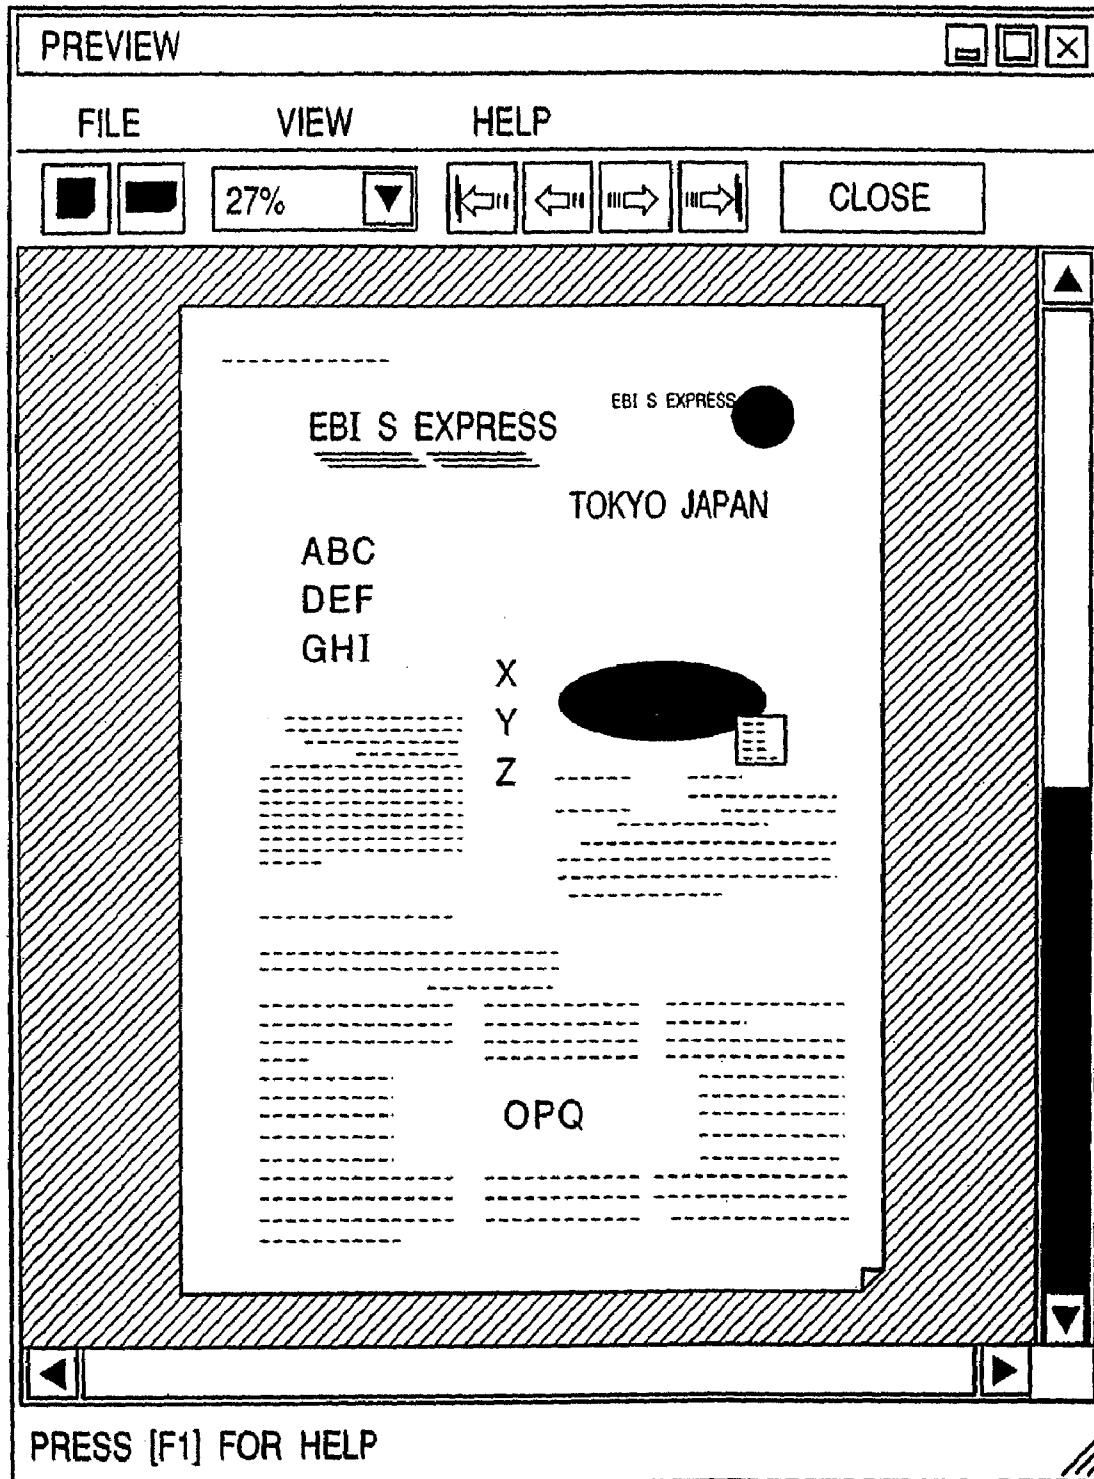 PREVIEW
FILE VIEW HELP
27% CLOSE
EBI S EXPRESS
EBI S EXPRESS
TOKYO JAPAN
ABC
DEF
GHI
X
Y
Z
OPQ
PRESS [F1] FOR HELP